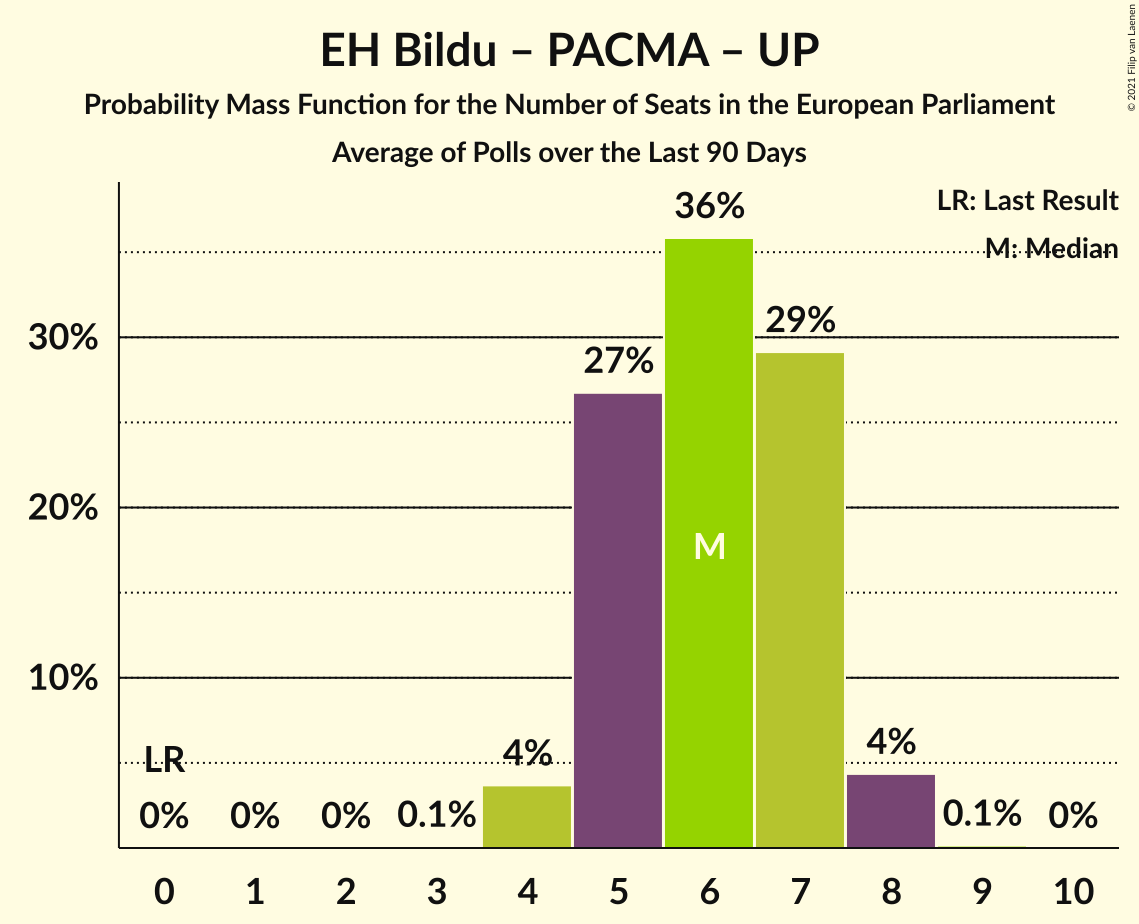 EH Bildu – PACMA – UP
Probability Mass Function for the Number of Seats in the European Parliament
Average of Polls over the Last 90 Days
© 2021 Filip van Laenen
LR: Last Result
M: Median
36%
29%
30%
27%
20%
M
10%
LR
4%
4%
0% 0% 0% 0.1% 0.1% 0%
0 1 2 3 4 5 6 7 8 9 10